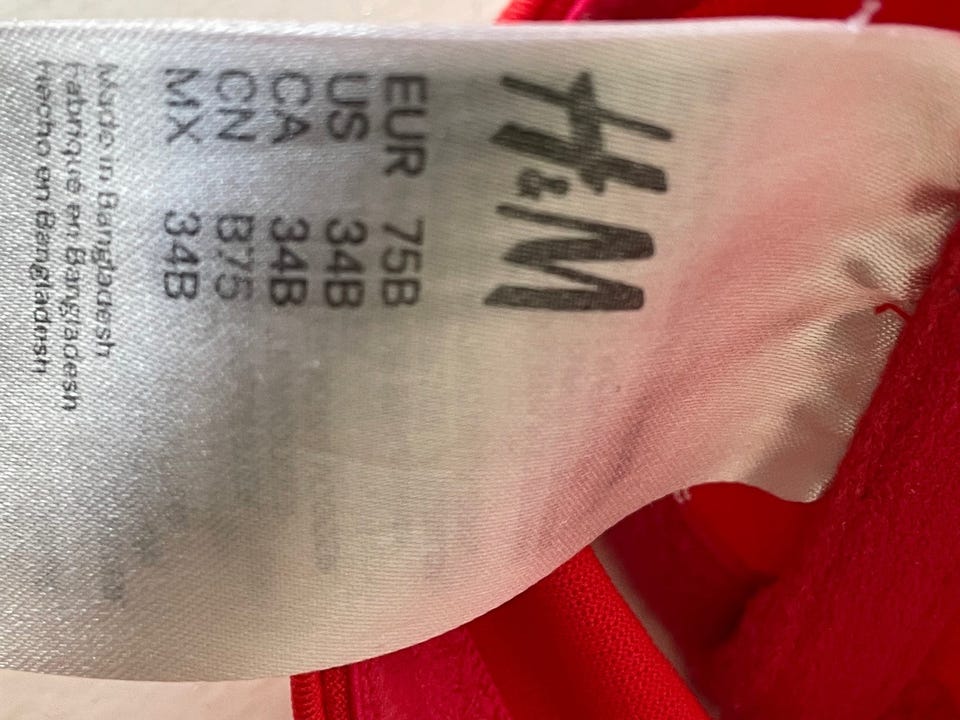 H&M
EUR 75B
US 34B
CA 34B
CN B75
MX 34B
Made in Bangladesh
Fabriqué en Bangladesh
Hecho en Bangladesh